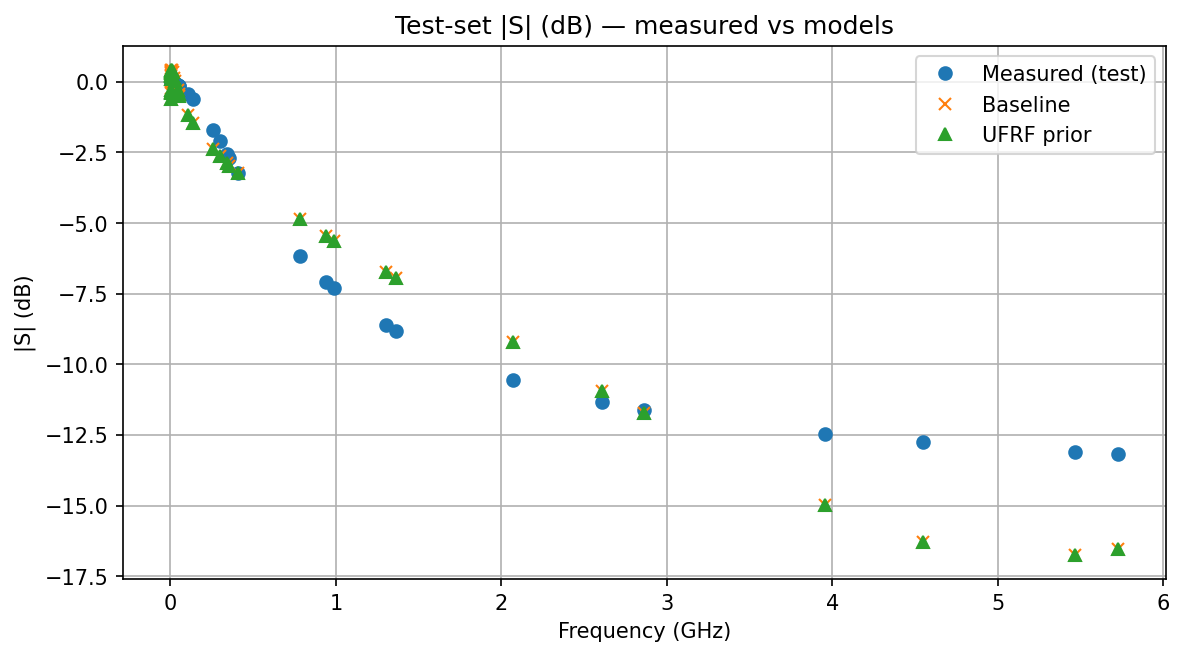 Test-set |S| (dB) — measured vs models
Measured (test)
Baseline
UFRF prior
|S| (dB)
0.0
−2.5
−5.0
−7.5
−10.0
−12.5
−15.0
−17.5
0 1 2 3 4 5 6
Frequency (GHz)